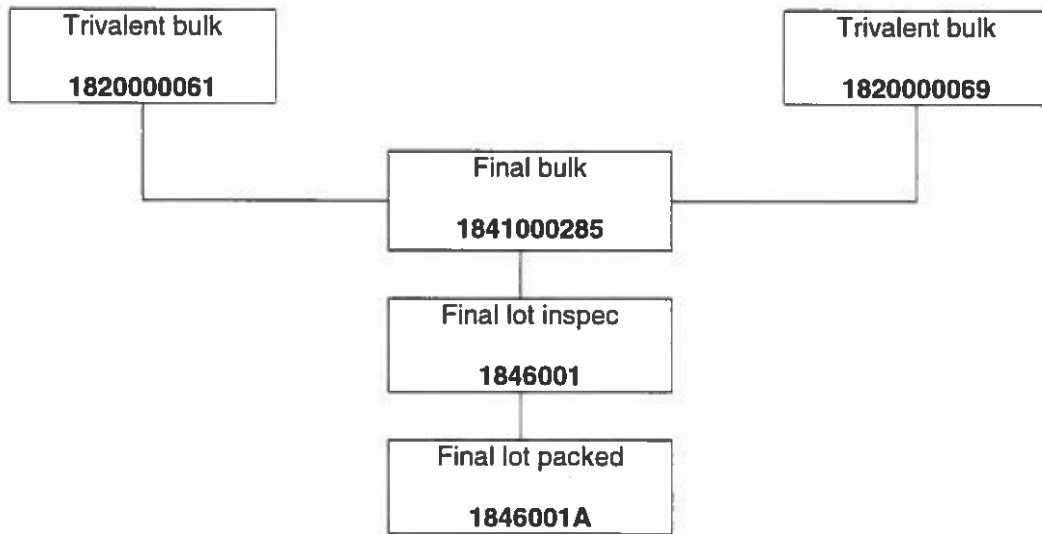 Trivalent bulk
1820000061
Trivalent bulk
1820000069
Final bulk
1841000285
Final lot inspec
1846001
Final lot packed
1846001A